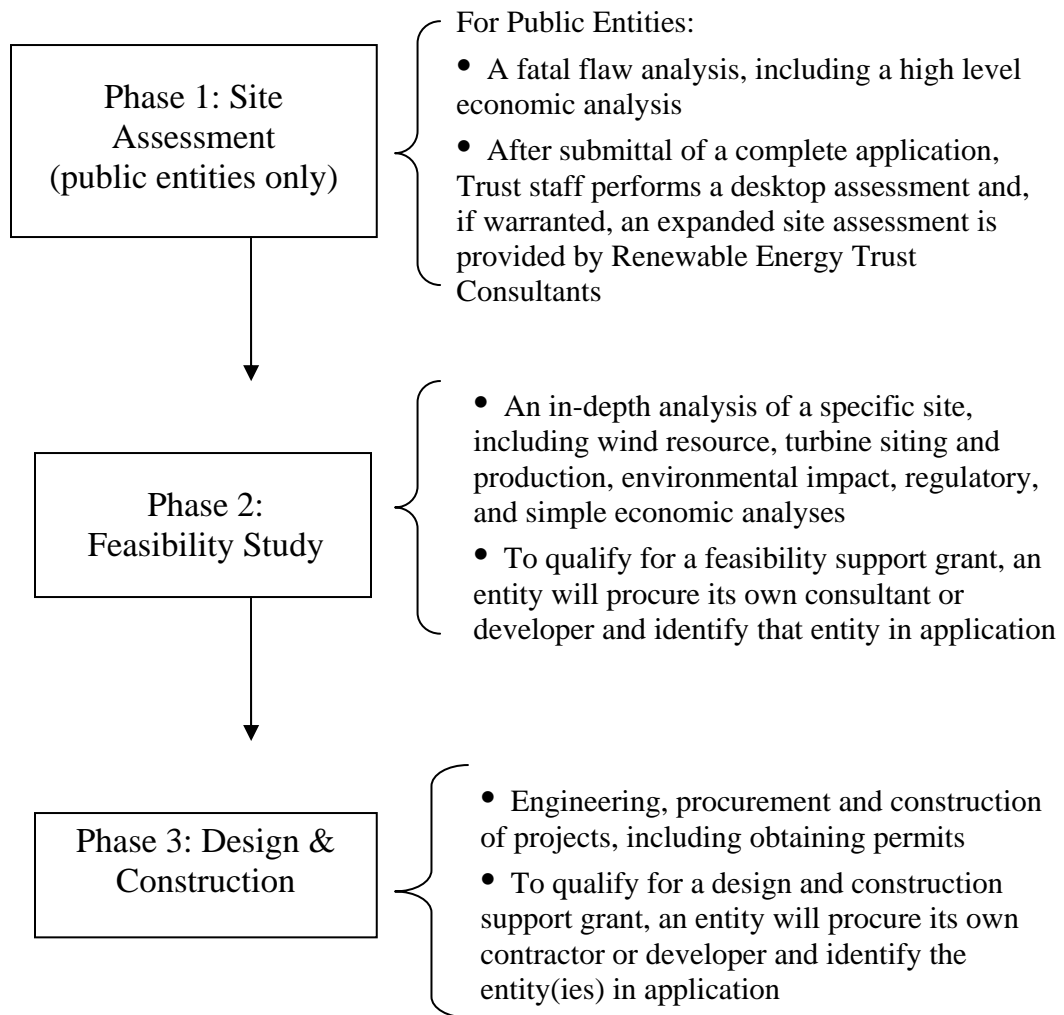 Phase 1: Site
Assessment
(public entities only)
For Public Entities:
• A fatal flaw analysis, including a high level
economic analysis
• After submittal of a complete application,
Trust staff performs a desktop assessment and,
if warranted, an expanded site assessment is
provided by Renewable Energy Trust
Consultants
Phase 2:
Feasibility Study
• An in-depth analysis of a specific site,
including wind resource, turbine siting and
production, environmental impact, regulatory,
and simple economic analyses
• To qualify for a feasibility support grant, an
entity will procure its own consultant or
developer and identify that entity in application
Phase 3: Design &
Construction
• Engineering, procurement and construction
of projects, including obtaining permits
• To qualify for a design and construction
support grant, an entity will procure its own
contractor or developer and identify the
entity(ies) in application